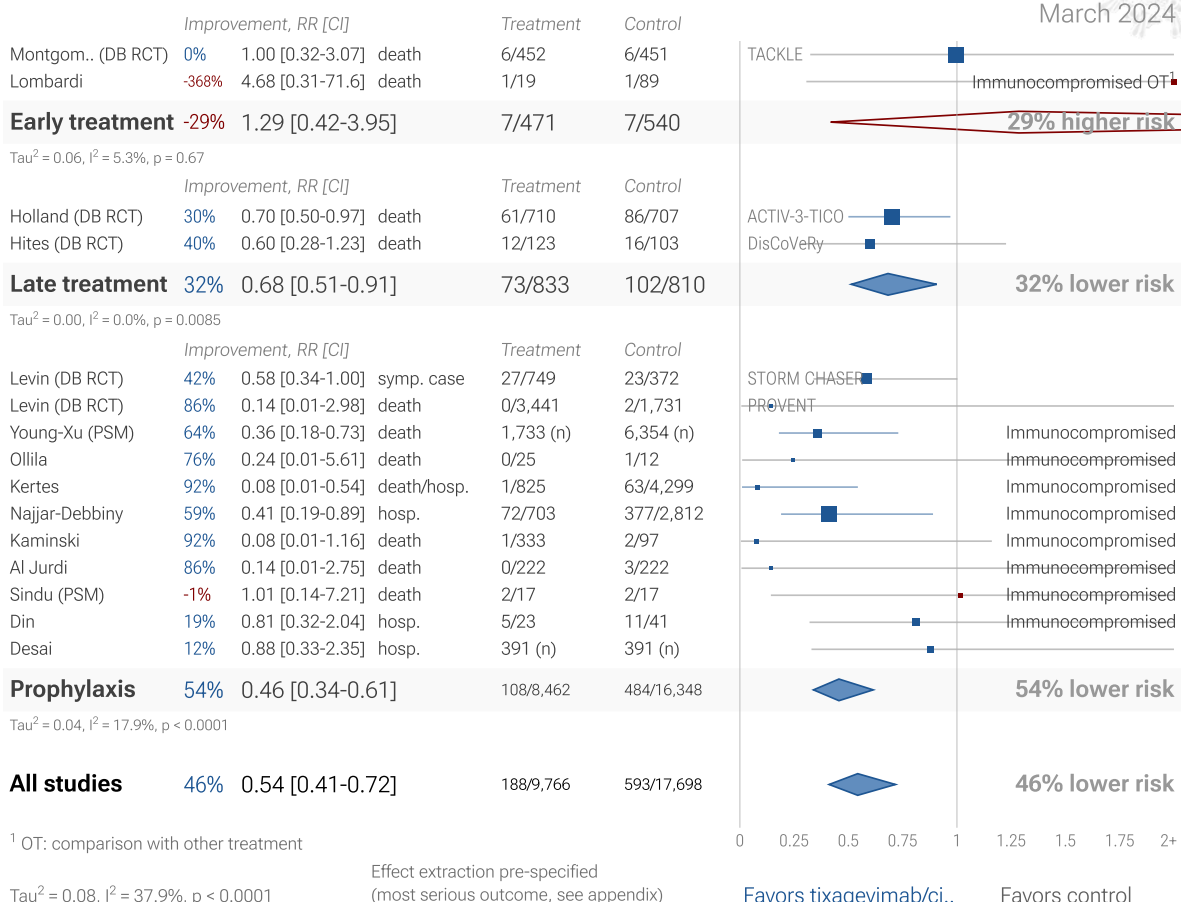 March 2024
Improvement, RR [CI] Treatment Control
Montgom.. (DB RCT) 0% 1.00 [0.32-3.07] death 6/452 6/451 TACKLE
Lombardi -368% 4.68 [0.31-71.6] death 1/19 1/89 Immunocompromised OT¹
Early treatment -29% 1.29 [0.42-3.95] 7/471 7/540 29% higher risk
Tau² = 0.06, I² = 5.3%, p = 0.67
Improvement, RR [CI] Treatment Control
Holland (DB RCT) 30% 0.70 [0.50-0.97] death 61/710 86/707 ACTIV-3-TICO
Hites (DB RCT) 40% 0.60 [0.28-1.23] death 12/123 16/103 DisCoVeRy
Late treatment 32% 0.68 [0.51-0.91] 73/833 102/810 32% lower risk
Tau² = 0.00, I² = 0.0%, p = 0.0085
Improvement, RR [CI] Treatment Control
Levin (DB RCT) 42% 0.58 [0.34-1.00] symp. case 27/749 23/372 STORM CHASER
Levin (DB RCT) 86% 0.14 [0.01-2.98] death 0/3,441 2/1,731 PROVENT
Young-Xu (PSM) 64% 0.36 [0.18-0.73] death 1,733 (n) 6,354 (n) Immunocompromised
Ollila 76% 0.24 [0.01-5.61] death 0/25 1/12 Immunocompromised
Kertes 92% 0.08 [0.01-0.54] death/hosp. 1/825 63/4,299 Immunocompromised
Najjar-Debbiny 59% 0.41 [0.19-0.89] hosp. 72/703 377/2,812 Immunocompromised
Kaminski 92% 0.08 [0.01-1.16] death 1/333 2/97 Immunocompromised
Al Jurdi 86% 0.14 [0.01-2.75] death 0/222 3/222 Immunocompromised
Sindu (PSM) -1% 1.01 [0.14-7.21] death 2/17 2/17 Immunocompromised
Din 19% 0.81 [0.32-2.04] hosp. 5/23 11/41 Immunocompromised
Desai 12% 0.88 [0.33-2.35] hosp. 391 (n) 391 (n)
Prophylaxis 54% 0.46 [0.34-0.61] 108/8,462 484/16,348 54% lower risk
Tau² = 0.04, I² = 17.9%, p < 0.0001
All studies 46% 0.54 [0.41-0.72] 188/9,766 593/17,698 46% lower risk
0 0.25 0.5 0.75 1 1.25 1.5 1.75 2+
¹ OT: comparison with other treatment
Effect extraction pre-specified
Tau² = 0.08, I² = 37.9%, p < 0.0001 (most serious outcome, see appendix) Favors tixagevimab/ci.. Favors control